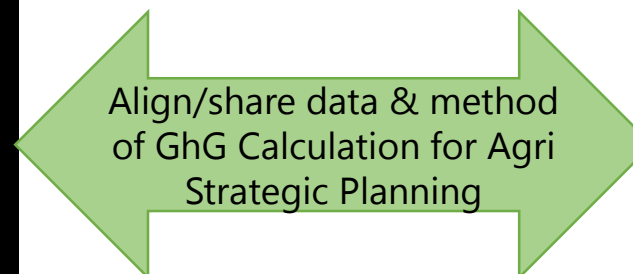 Align/share data & method
of GhG Calculation for Agri
Strategic Planning